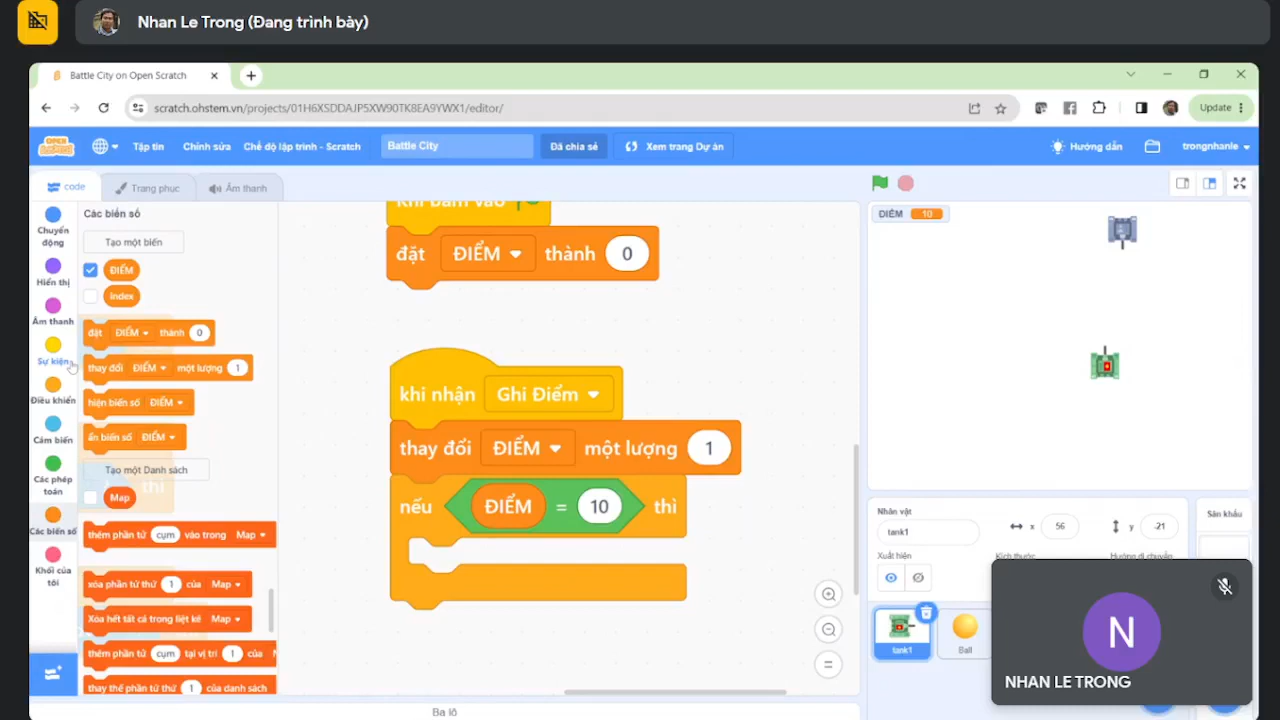 Nhan Le Trong (Đang trình bày)
Battle City on Open Scratch
scratch.ohstem.vn/projects/01H6XSDDAJP5XW90TK8EA9YWX1/editor/
Update
OPEN
Tập tin
Chỉnh sửa
Chế độ lập trình - Scratch
Battle City
Đã chia sẻ
Xem trang Dự án
Hướng dẫn
trongnhanle
code
Trang phục
Âm thanh
Chuyển động
Hiển thị
Âm thanh
Sự kiện
Điều khiển
Cảm biến
Các phép toán
Các biến số
Khối của tôi
Các biến số
Tạo một biến
ĐIỂM
Index
đặt ĐIỂM thành 0
thay đổi ĐIỂM một lượng 1
hiện biến số ĐIỂM
ẩn biến số ĐIỂM
Tạo một Danh sách
Map
thêm phần tử cụm vào trong Map
xóa phần tử thứ 1 của Map
Xóa hết tất cả trong liệt kê Map
thêm phần tử cụm tại vị trí 1 của
thay thế phần tử thứ 1 của danh sách
khi bấm vào
đặt ĐIỂM thành 0
khi nhận Ghi Điểm
thay đổi ĐIỂM một lượng 1
nếu ĐIỂM = 10 thì
Ba lô
ĐIỂM 10
Nhân vật
tank1
x 56
y -21
Xuất hiện
Kích thước
Hướng di chuyển
Sân khấu
tank1
Ball
N
NHAN LE TRONG